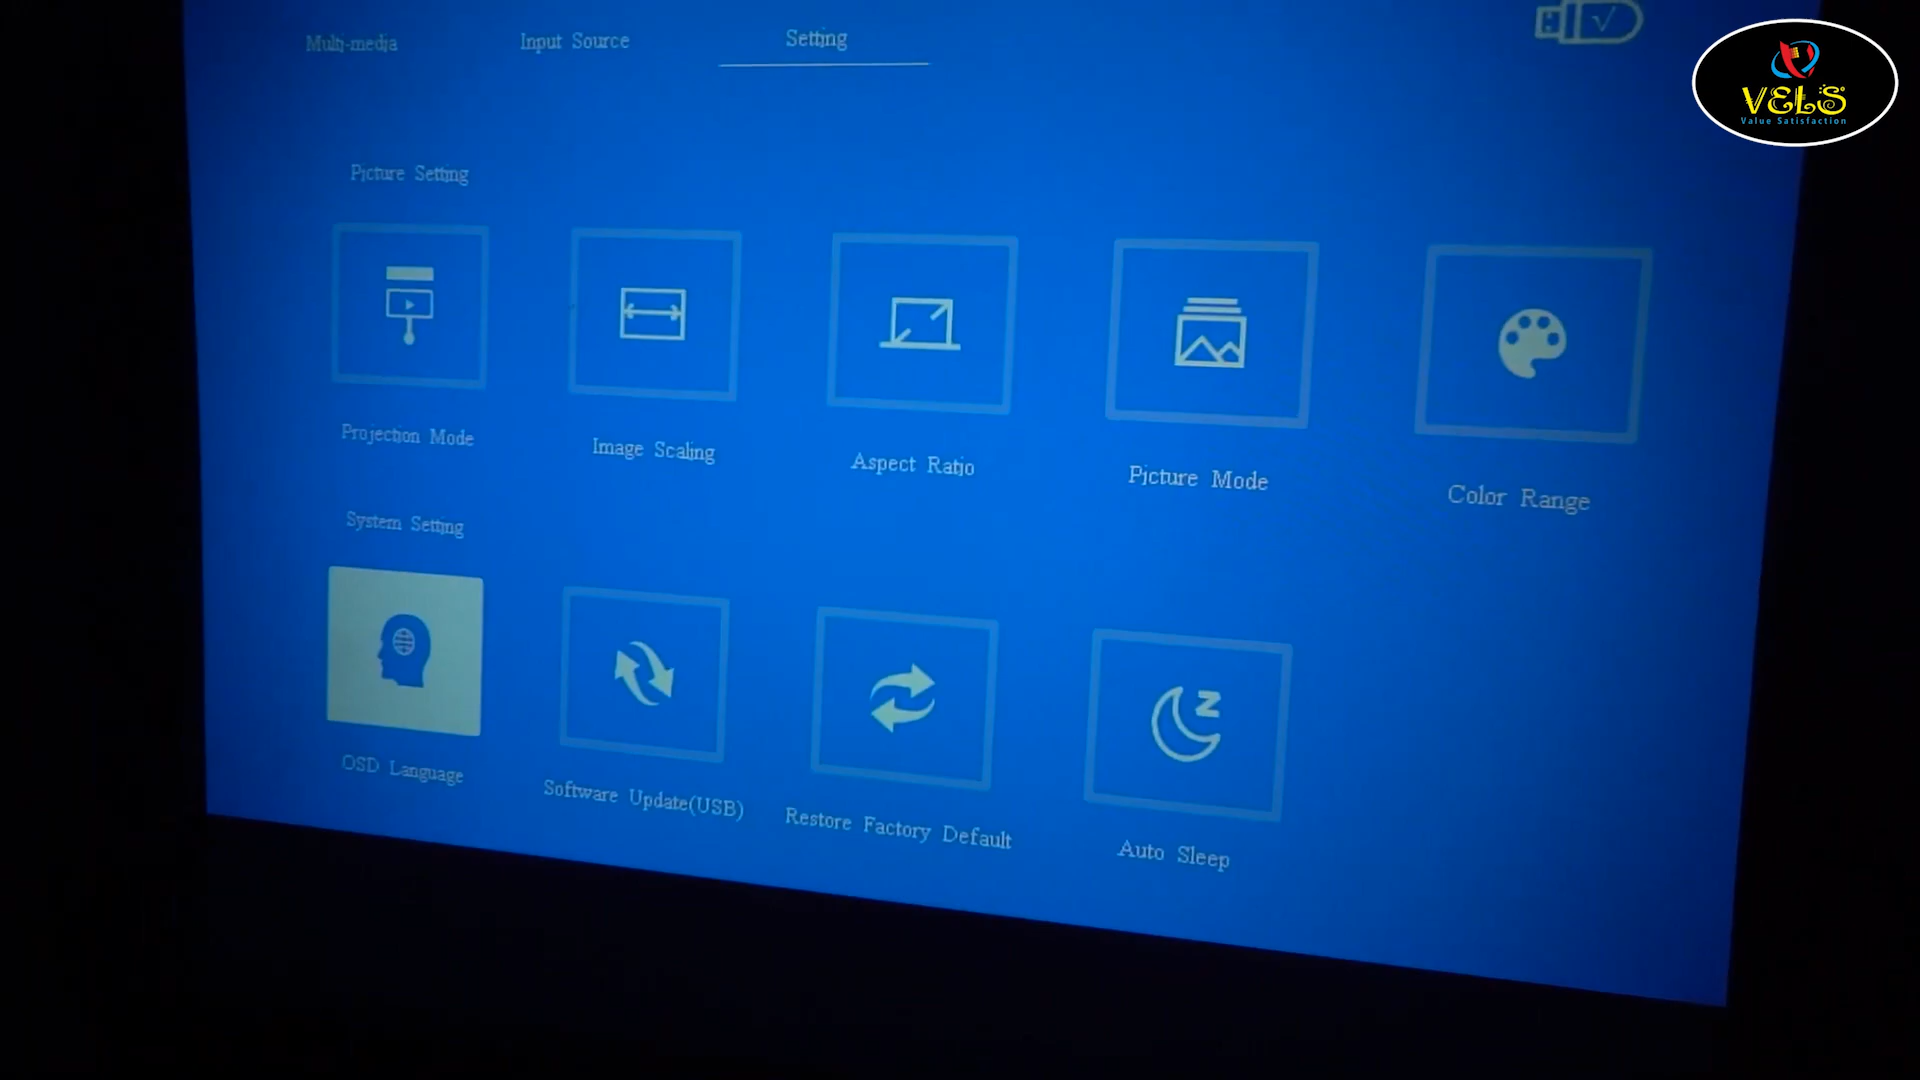 Multi-media
Input Source
Setting
VELS
Value Satisfaction
Picture Setting
Projection Mode
Image Scaling
Aspect Ratio
Picture Mode
Color Range
System Setting
Z
OSD Language
Software Update(USB)
Restore Factory Default
Auto Sleep